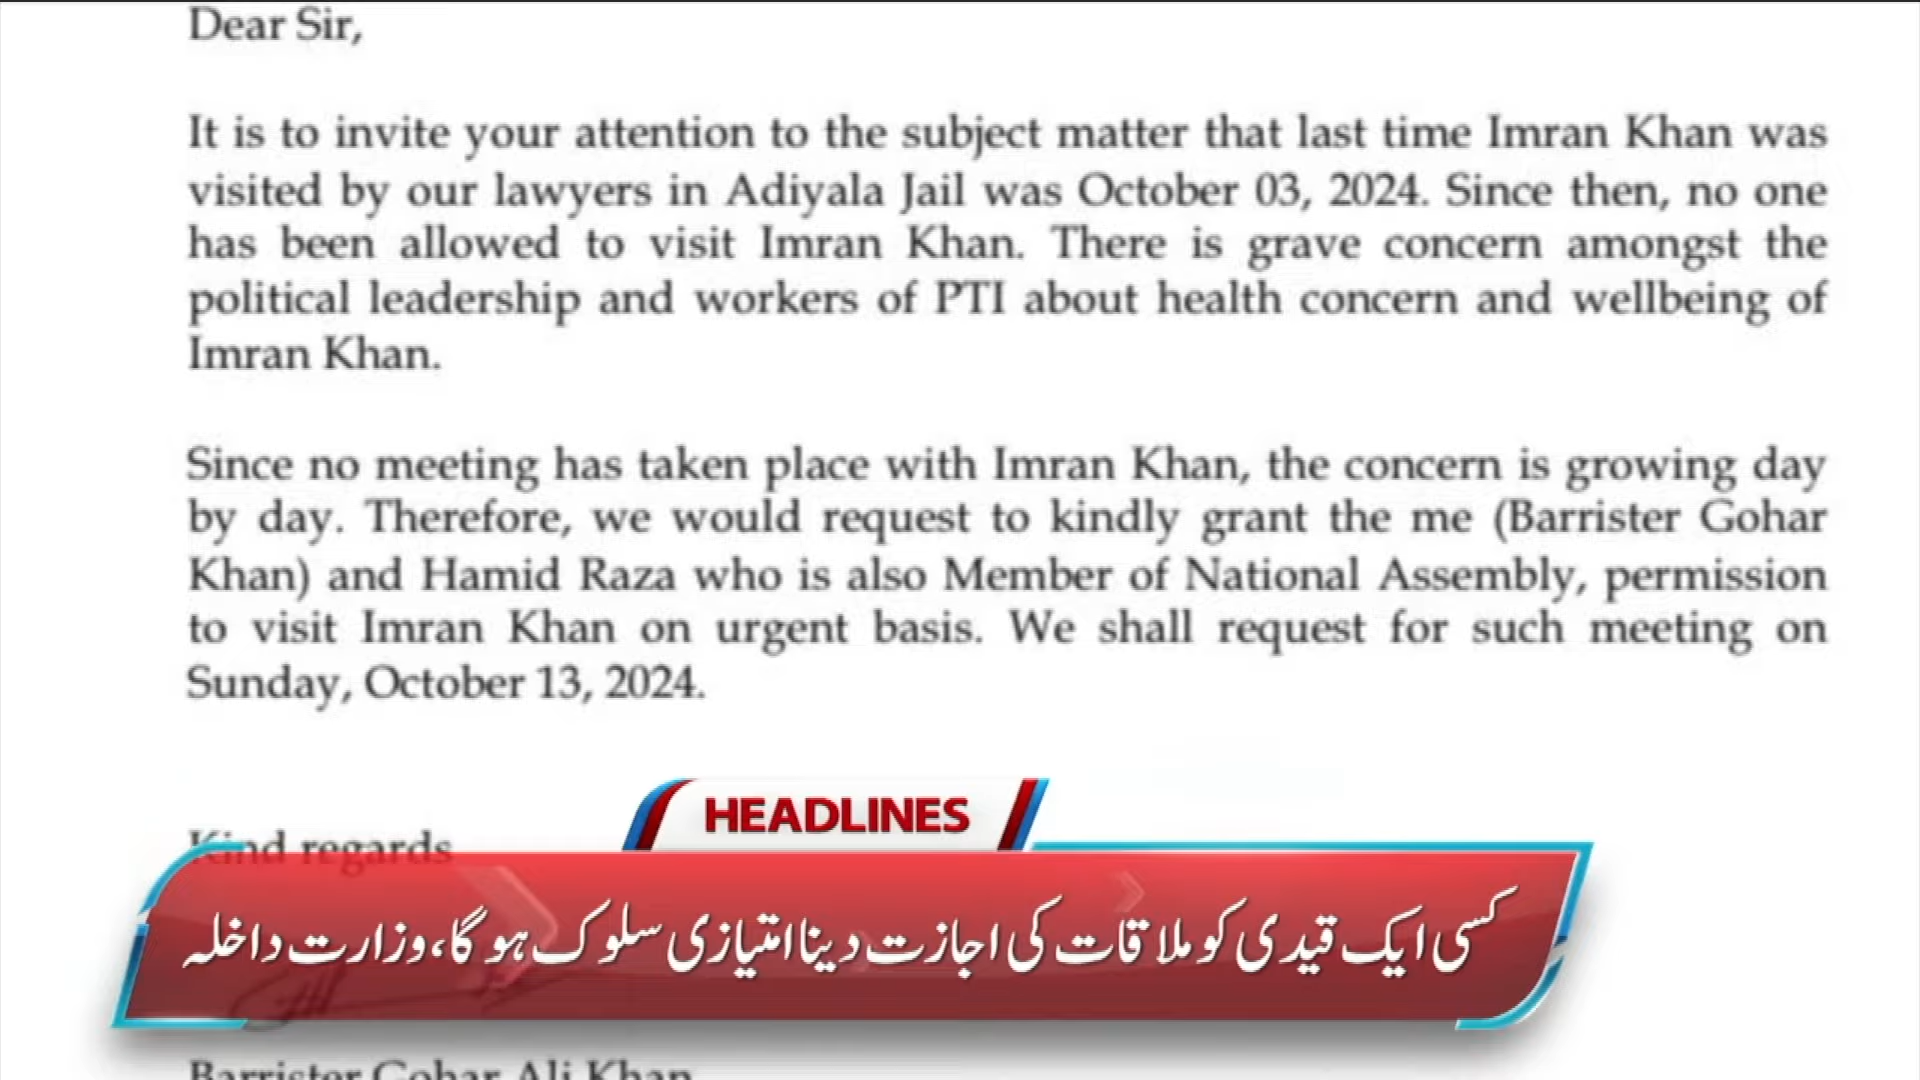 Dear Sir,
It is to invite your attention to the subject matter that last time Imran Khan was
visited by our lawyers in Adiyala Jail was October 03, 2024. Since then, no one
has been allowed to visit Imran Khan. There is grave concern amongst the
political leadership and workers of PTI about health concern and wellbeing of
Imran Khan.
Since no meeting has taken place with Imran Khan, the concern is growing day
by day. Therefore, we would request to kindly grant the me (Barrister Gohar
Khan) and Hamid Raza who is also Member of National Assembly, permission
to visit Imran Khan on urgent basis. We shall request for such meeting on
Sunday, October 13, 2024.
Kind regards
HEADLINES
کسی ایک قیدی کو ملاقات کی اجازت دینا امتیازی سلوک ہو گا، وزارت داخلہ
Barrister Gohar Ali Khan